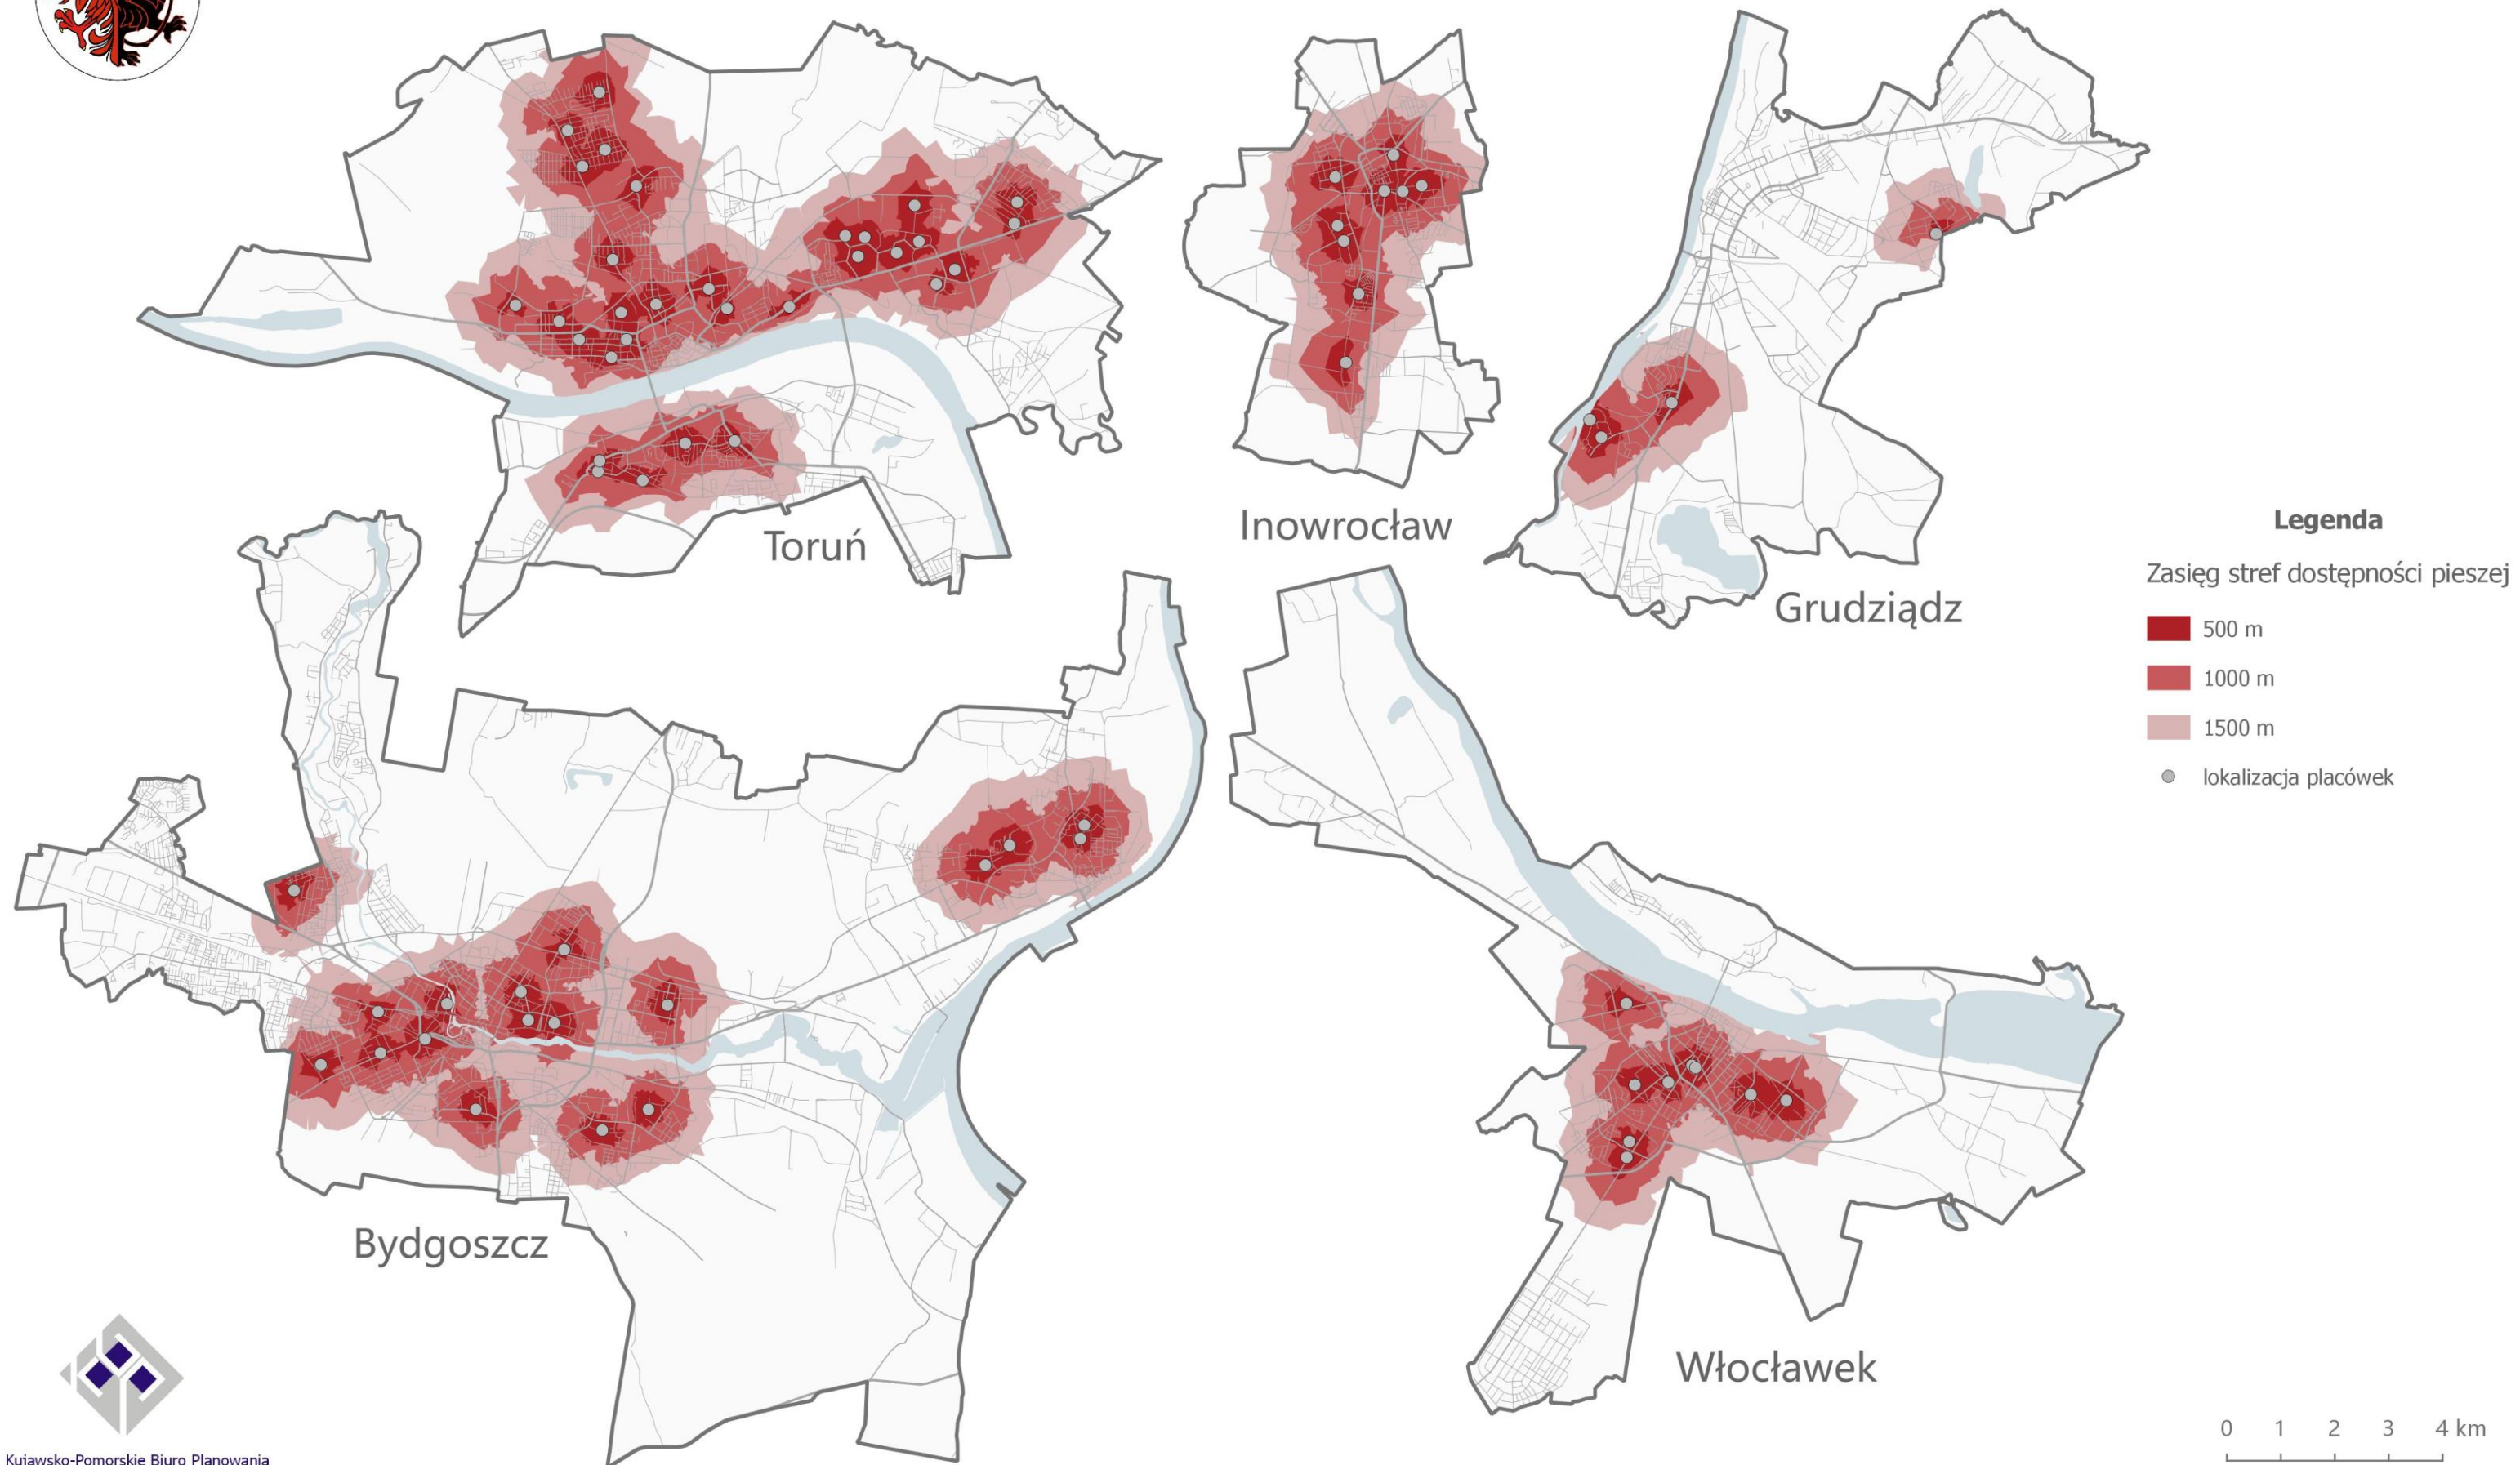 Toruń
Inowrocław
Grudziądz
Legenda
Zasięg stref dostępności pieszej
500 m
1000 m
1500 m
lokalizacja placówek
Bydgoszcz
Włocławek
0 1 2 3 4 km
Kujawsko-Pomorskie Biuro Planowania